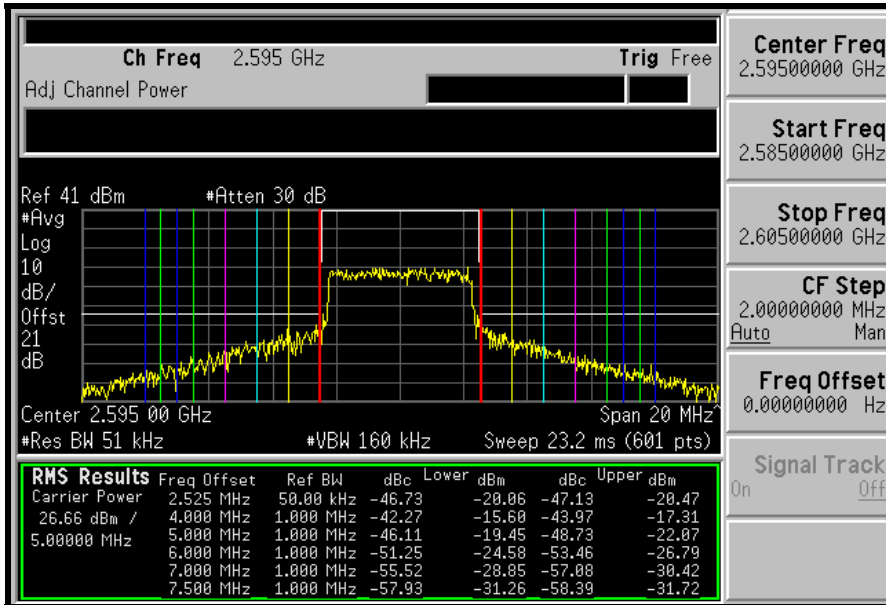 Ch Freq 2.595 GHz Trig Free
Adj Channel Power
Ref 41 dBm #Atten 30 dB
#Avg
Log
10
dB/
Offst
21
dB
Center 2.595 00 GHz Span 20 MHz^
#Res BW 51 kHz #VBW 160 kHz Sweep 23.2 ms (601 pts)
RMS Results Freq Offset Ref BW dBc Lower dBm dBc Upper dBm
Carrier Power 2.525 MHz 50.00 kHz -46.73 -20.06 -47.13 -20.47
26.66 dBm / 4.000 MHz 1.000 MHz -42.27 -15.60 -43.97 -17.31
5.00000 MHz 5.000 MHz 1.000 MHz -46.11 -19.45 -48.73 -22.07
6.000 MHz 1.000 MHz -51.25 -24.58 -53.46 -26.79
7.000 MHz 1.000 MHz -55.52 -28.85 -57.08 -30.42
7.500 MHz 1.000 MHz -57.93 -31.26 -58.39 -31.72
Center Freq
2.59500000 GHz
Start Freq
2.58500000 GHz
Stop Freq
2.60500000 GHz
CF Step
2.00000000 MHz
Auto Man
Freq Offset
0.00000000 Hz
Signal Track
On Off